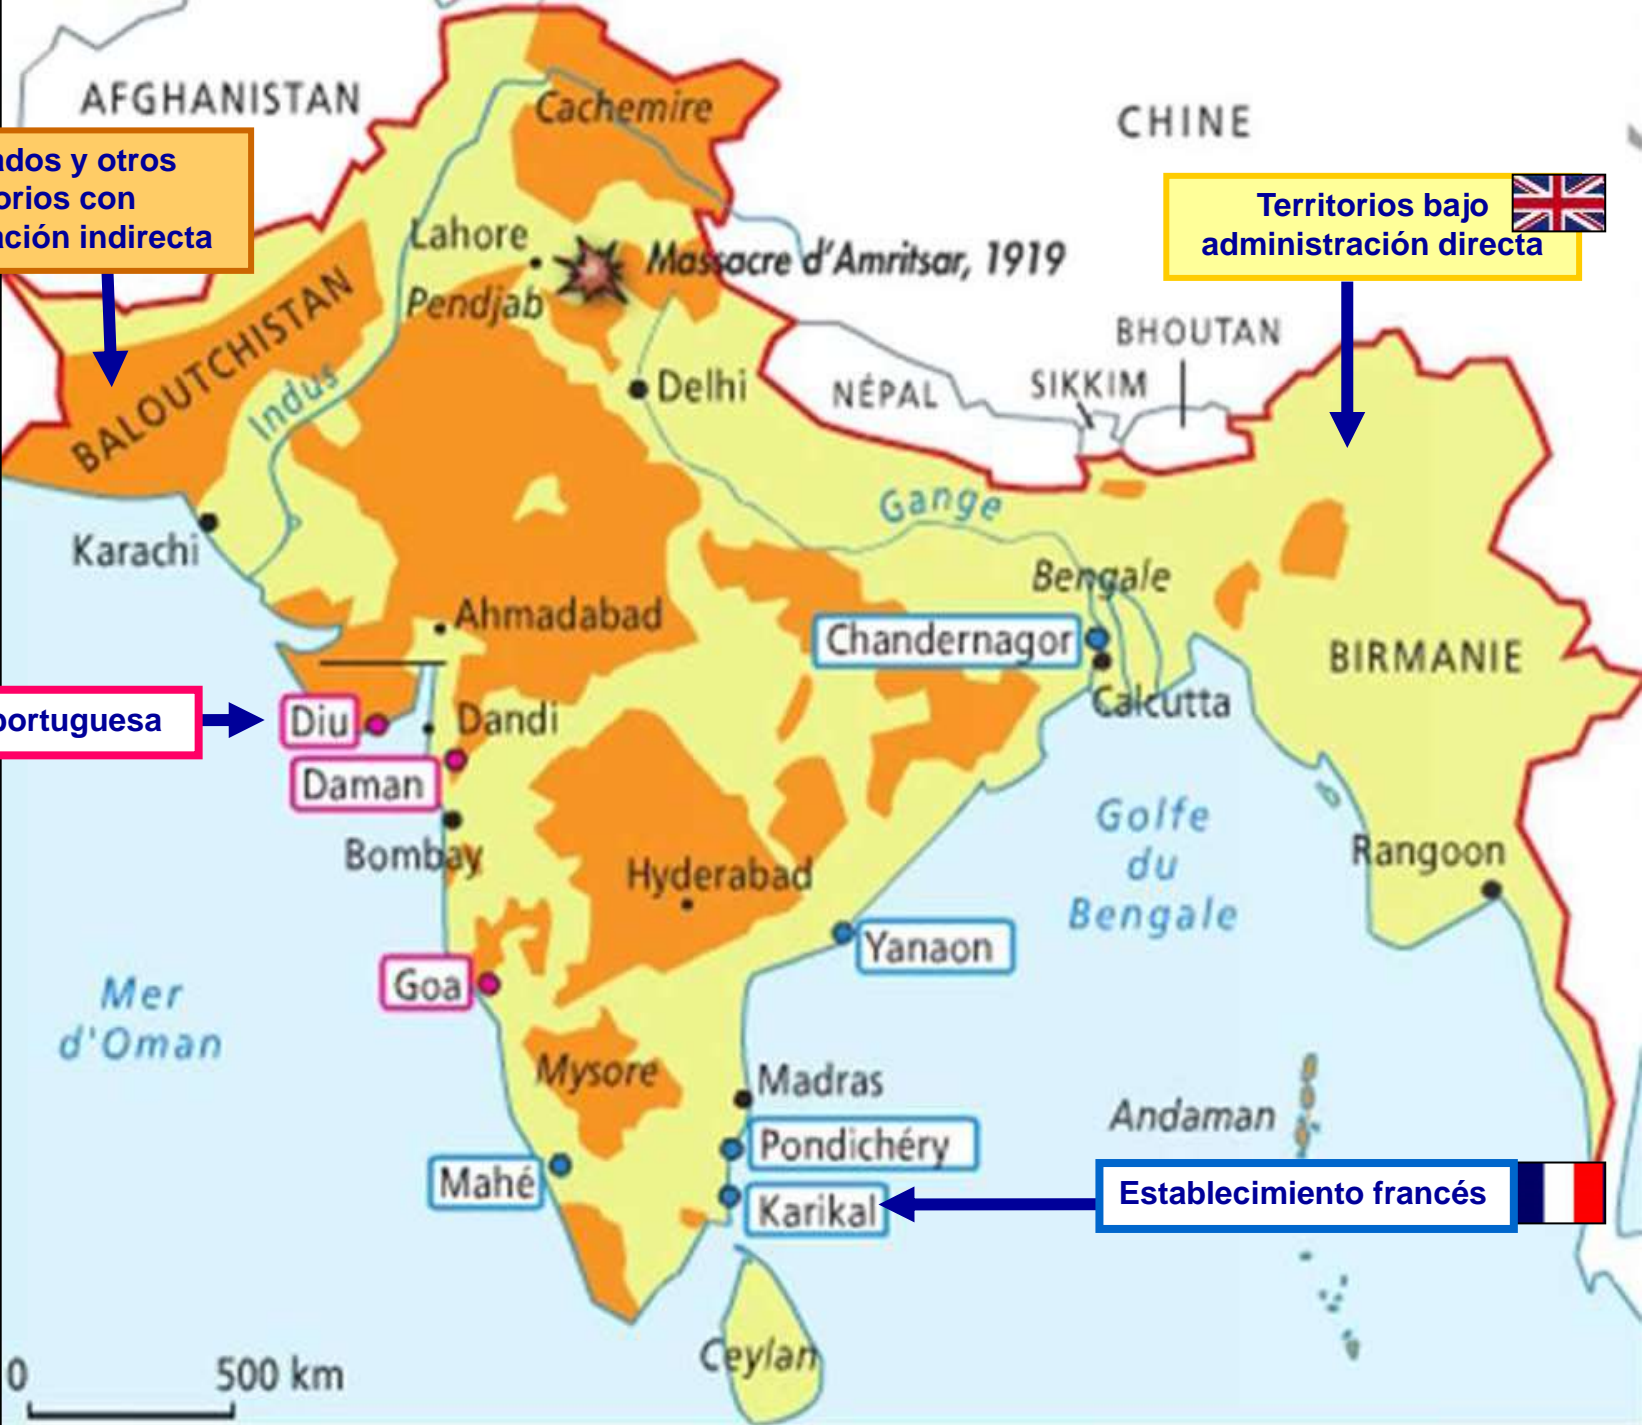 AFGHANISTAN
Cachemire
CHINE
ados y otros
orios con
ación indirecta
Territorios bajo
administración directa
Lahore
Massacre d'Amritsar, 1919
Pendjab
BALOUTCHISTAN
Indus
BHOUTAN
SIKKIM
NÉPAL
Delhi
Gange
Karachi
Bengale
Ahmadabad
Chandernagor
BIRMANIE
Calcutta
portuguesa
Diu
Dandi
Daman
Bombay
Golfe
du
Bengale
Rangoon
Hyderabad
Yanaon
Goa
Mer
d'Oman
Mysore
Madras
Andaman
Pondichéry
Mahé
Karikal
Establecimiento francés
Ceylan
0 500 km